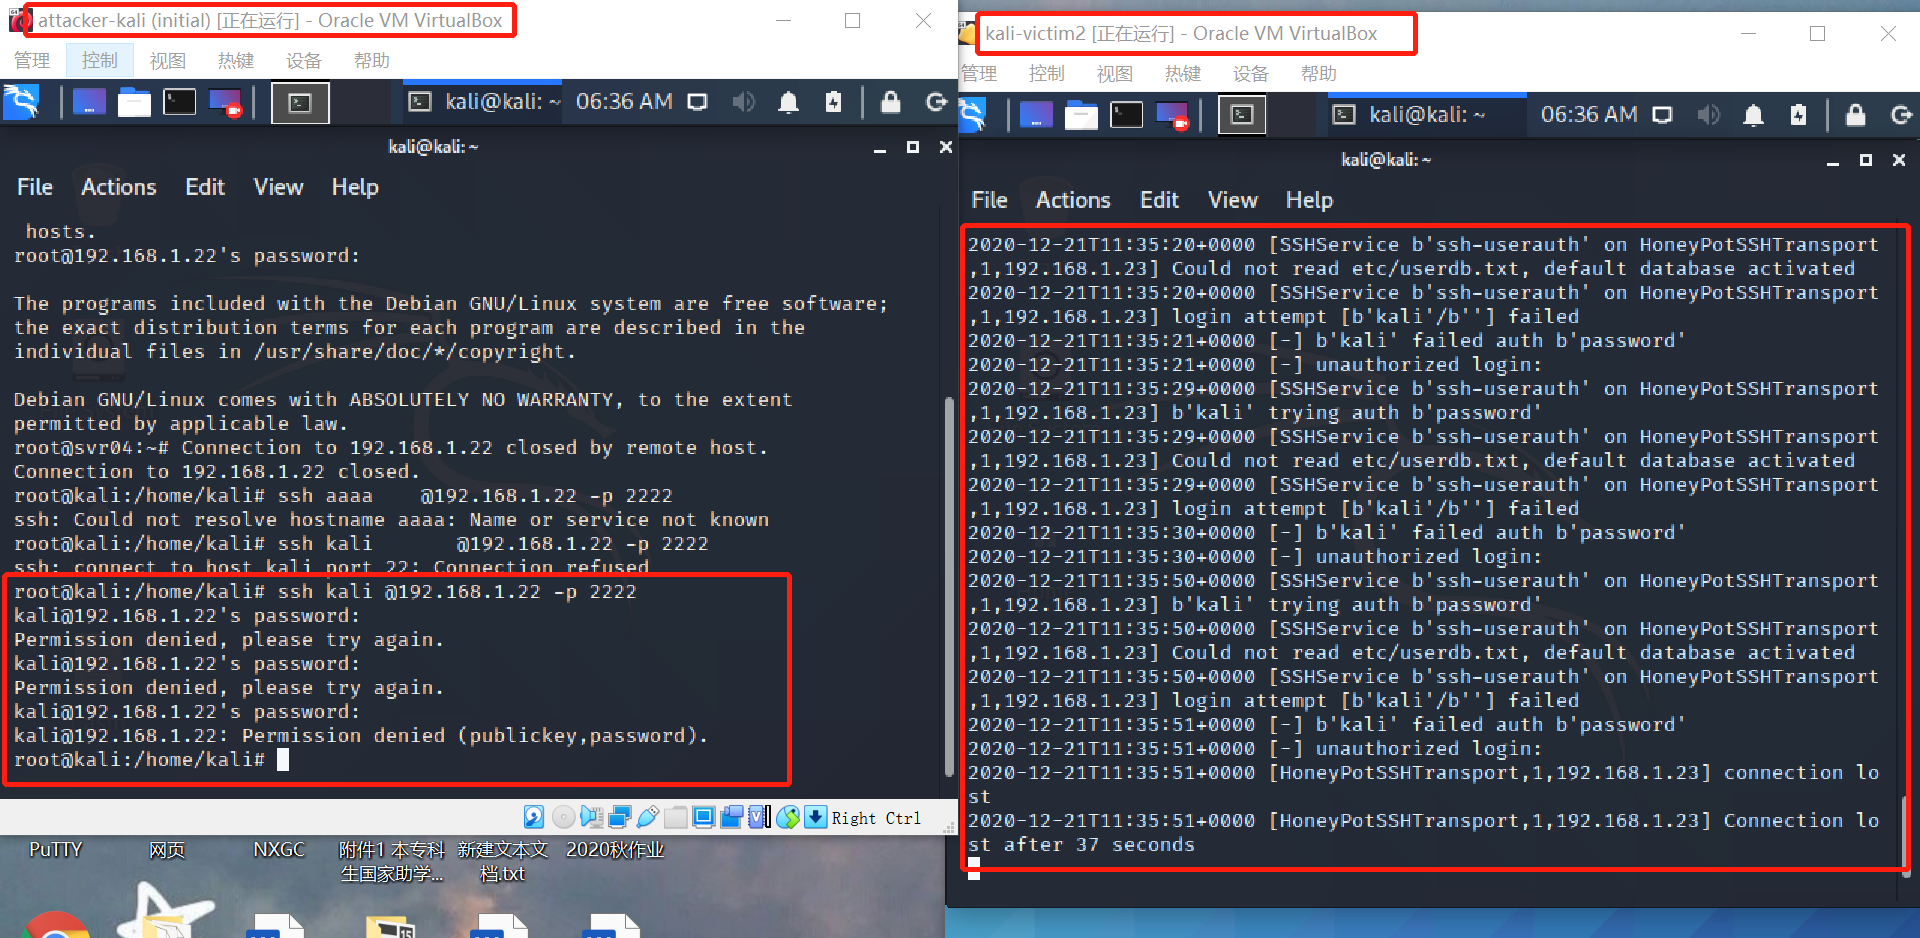 attacker-kali (initial) [正在运行] - Oracle VM VirtualBox
管理 控制 视图 热键 设备 帮助
kali@kali: ~ 06:36 AM
kali@kali: ~
File Actions Edit View Help
hosts.
root@192.168.1.22's password:
The programs included with the Debian GNU/Linux system are free software;
the exact distribution terms for each program are described in the
individual files in /usr/share/doc/*/copyright.
Debian GNU/Linux comes with ABSOLUTELY NO WARRANTY, to the extent
permitted by applicable law.
root@svr04:~# Connection to 192.168.1.22 closed by remote host.
Connection to 192.168.1.22 closed.
root@kali:/home/kali# ssh aaaa    @192.168.1.22 -p 2222
ssh: Could not resolve hostname aaaa: Name or service not known
root@kali:/home/kali# ssh kali       @192.168.1.22 -p 2222
ssh: connect to host kali port 22: Connection refused
root@kali:/home/kali# ssh kali @192.168.1.22 -p 2222
kali@192.168.1.22's password:
Permission denied, please try again.
kali@192.168.1.22's password:
Permission denied, please try again.
kali@192.168.1.22's password:
kali@192.168.1.22: Permission denied (publickey,password).
root@kali:/home/kali#
Right Ctrl
PuTTY 网页 NXGC 附件1 本专科 新建文本文 2020秋作业
生国家助学... 档.txt
15
kali-victim2 [正在运行] - Oracle VM VirtualBox
管理 控制 视图 热键 设备 帮助
kali@kali: ~ 06:36 AM
kali@kali: ~
File Actions Edit View Help
2020-12-21T11:35:20+0000 [SSHService b'ssh-userauth' on HoneyPotSSHTransport
,1,192.168.1.23] Could not read etc/userdb.txt, default database activated
2020-12-21T11:35:20+0000 [SSHService b'ssh-userauth' on HoneyPotSSHTransport
,1,192.168.1.23] login attempt [b'kali'/b''] failed
2020-12-21T11:35:21+0000 [-] b'kali' failed auth b'password'
2020-12-21T11:35:21+0000 [-] unauthorized login:
2020-12-21T11:35:29+0000 [SSHService b'ssh-userauth' on HoneyPotSSHTransport
,1,192.168.1.23] b'kali' trying auth b'password'
2020-12-21T11:35:29+0000 [SSHService b'ssh-userauth' on HoneyPotSSHTransport
,1,192.168.1.23] Could not read etc/userdb.txt, default database activated
2020-12-21T11:35:29+0000 [SSHService b'ssh-userauth' on HoneyPotSSHTransport
,1,192.168.1.23] login attempt [b'kali'/b''] failed
2020-12-21T11:35:30+0000 [-] b'kali' failed auth b'password'
2020-12-21T11:35:30+0000 [-] unauthorized login:
2020-12-21T11:35:50+0000 [SSHService b'ssh-userauth' on HoneyPotSSHTransport
,1,192.168.1.23] b'kali' trying auth b'password'
2020-12-21T11:35:50+0000 [SSHService b'ssh-userauth' on HoneyPotSSHTransport
,1,192.168.1.23] Could not read etc/userdb.txt, default database activated
2020-12-21T11:35:50+0000 [SSHService b'ssh-userauth' on HoneyPotSSHTransport
,1,192.168.1.23] login attempt [b'kali'/b''] failed
2020-12-21T11:35:51+0000 [-] b'kali' failed auth b'password'
2020-12-21T11:35:51+0000 [-] unauthorized login:
2020-12-21T11:35:51+0000 [HoneyPotSSHTransport,1,192.168.1.23] connection lo
st
2020-12-21T11:35:51+0000 [HoneyPotSSHTransport,1,192.168.1.23] Connection lo
st after 37 seconds